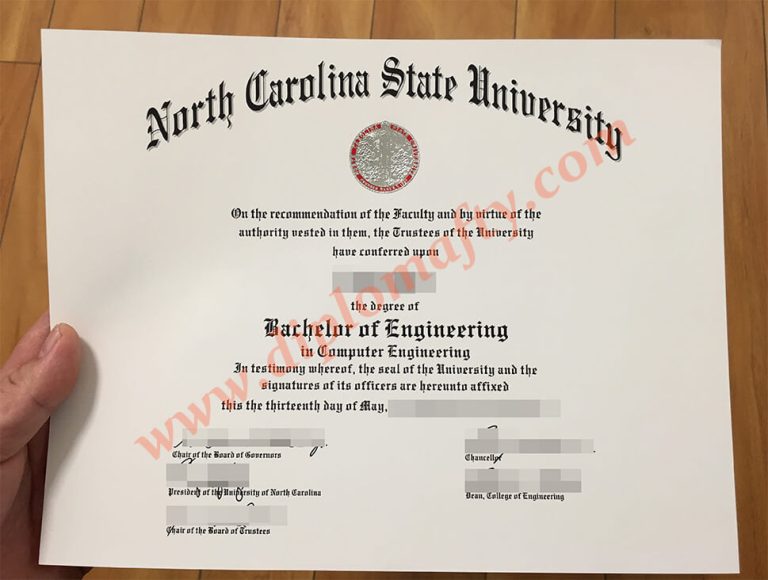 North Carolina State University
On the recommendation of the Faculty and by virtue of the
authority vested in them, the Trustees of the University
have conferred upon
the degree of
Bachelor of Engineering
in Computer Engineering
In testimony whereof, the seal of the University and the
signatures of its officers are hereunto affixed
this the thirteenth day of May,
Chair of the Board of Governors
Chancellor
President of the University of North Carolina
Dean, College of Engineering
Chair of the Board of Trustees
www.diplomafty.com